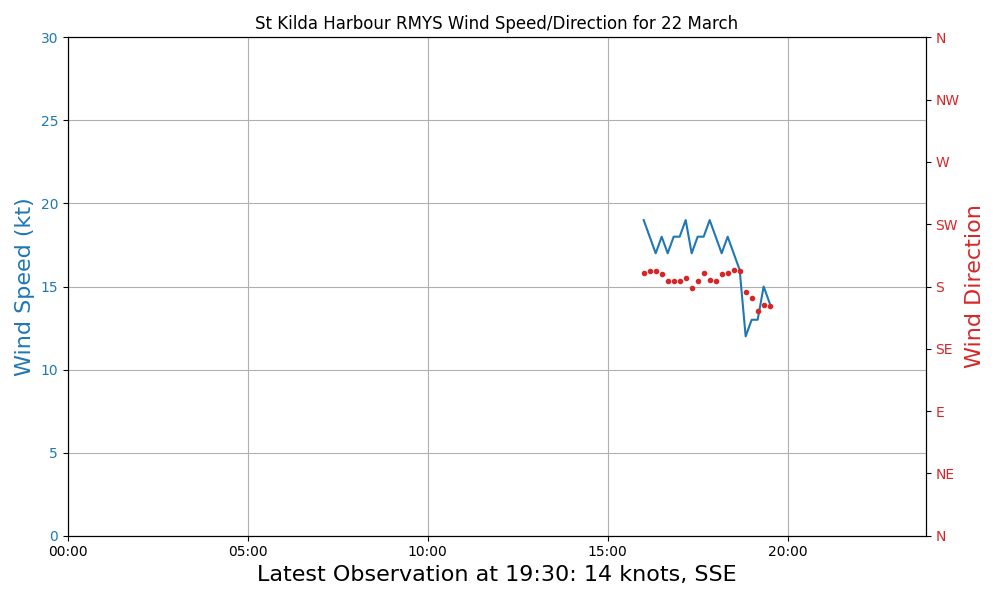 St Kilda Harbour RMYS Wind Speed/Direction for 22 March
30
25
20
15
10
5
0
Wind Speed (kt)
N
NW
W
SW
S
SE
E
NE
N
Wind Direction
00:00
05:00
10:00
15:00
20:00
Latest Observation at 19:30: 14 knots, SSE